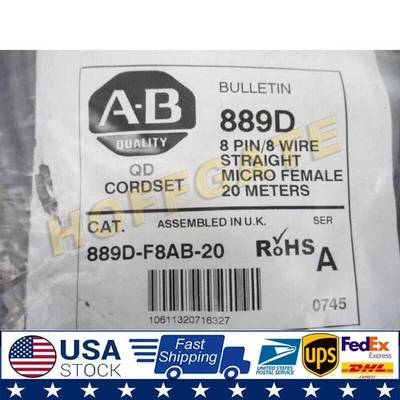 A-B
QUALITY
QD
CORDSET
BULLETIN
889D
8 PIN/8 WIRE
STRAIGHT
MICRO FEMALE
20 METERS
CAT.
ASSEMBLED IN U.K.
SER
889D-F8AB-20
RoHS
A
10611320716327
0745
HOFFGATE
USA
STOCK
Fast
Shipping
UNITED STATES
POSTAL SERVICE
ups
FedEx
Express